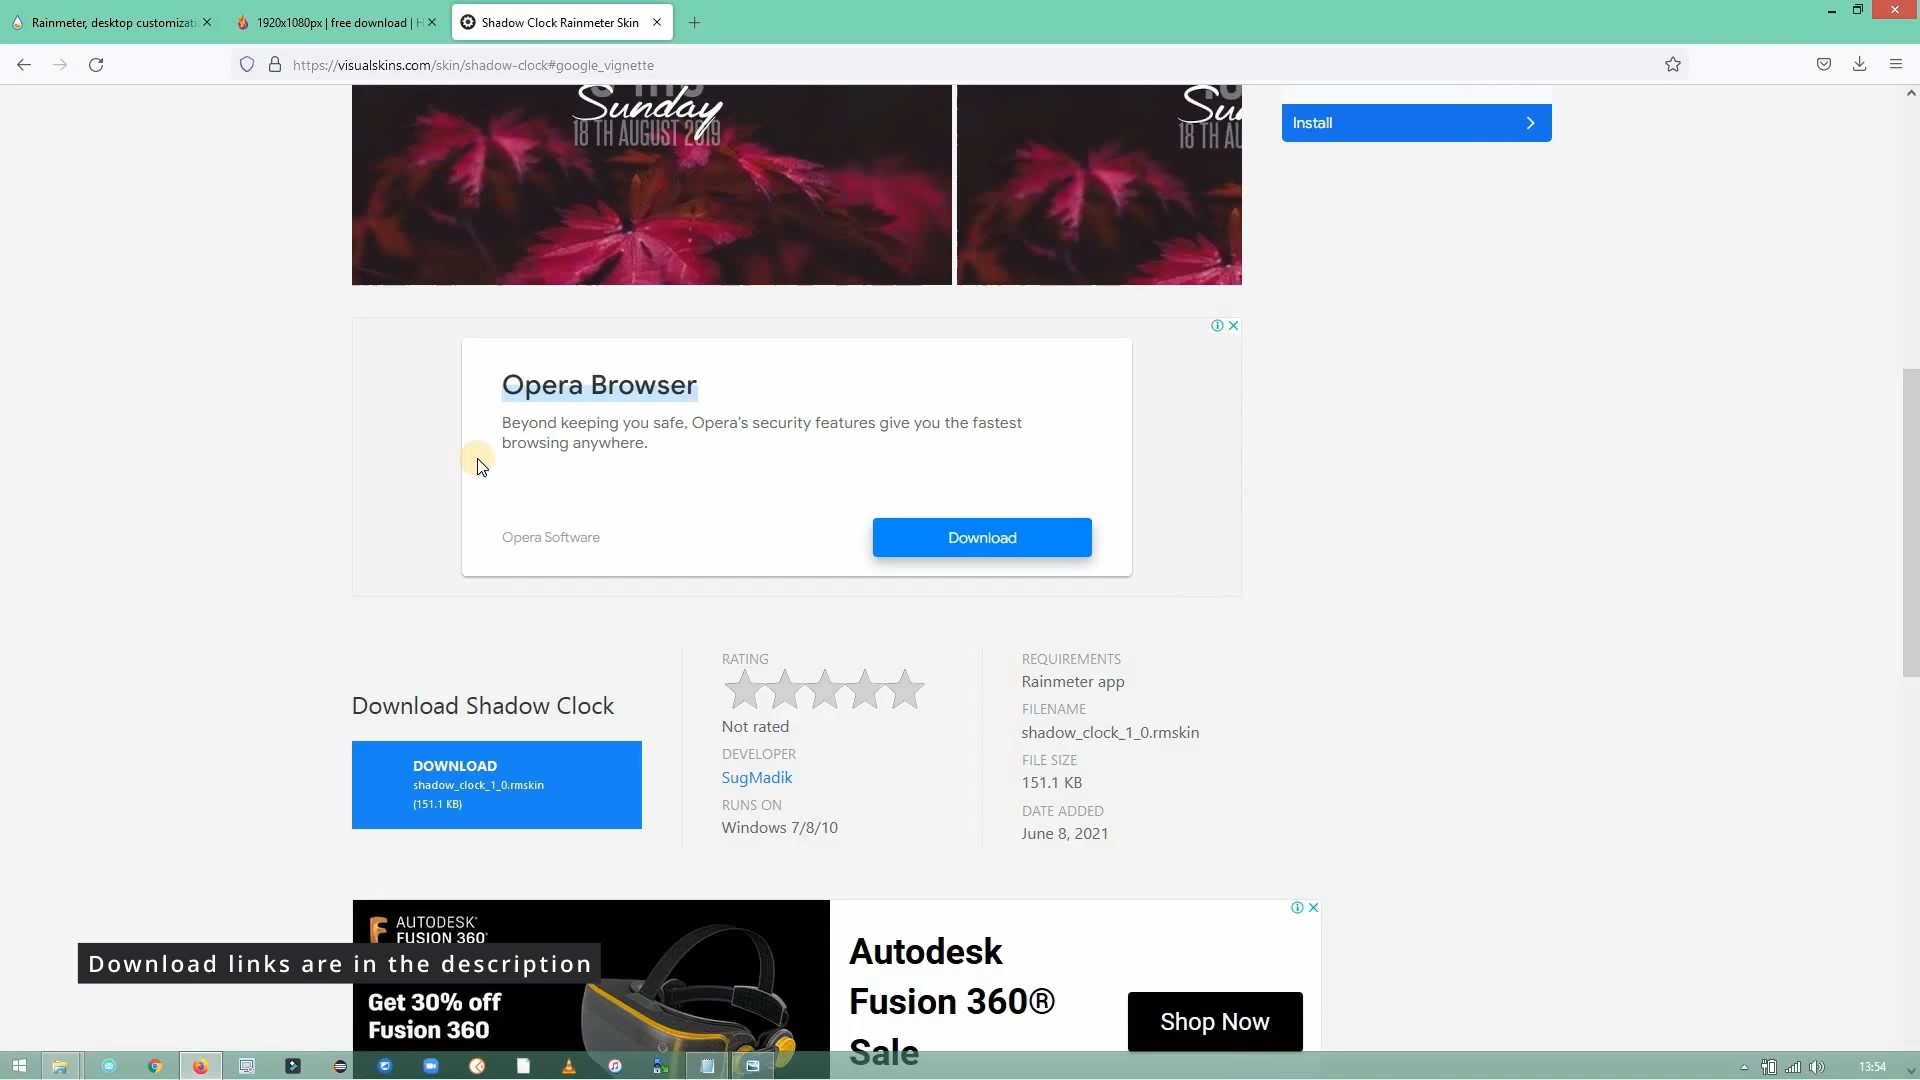 Rainmeter, desktop customizati
1920x1080px | free download | H
Shadow Clock Rainmeter Skin
https://visualskins.com/skin/shadow-clock#google_vignette
Sunday
18 TH AUGUST 2019
Su
18 TH AU
Install
Opera Browser
Beyond keeping you safe, Opera's security features give you the fastest
browsing anywhere.
Opera Software
Download
Download Shadow Clock
DOWNLOAD
shadow_clock_1_0.rmskin
(151.1 KB)
RATING
Not rated
DEVELOPER
SugMadik
RUNS ON
Windows 7/8/10
REQUIREMENTS
Rainmeter app
FILENAME
shadow_clock_1_0.rmskin
FILE SIZE
151.1 KB
DATE ADDED
June 8, 2021
AUTODESK®
FUSION 360®
Download links are in the description
Get 30% off
Fusion 360
Autodesk
Fusion 360®
Sale
Shop Now
13:54